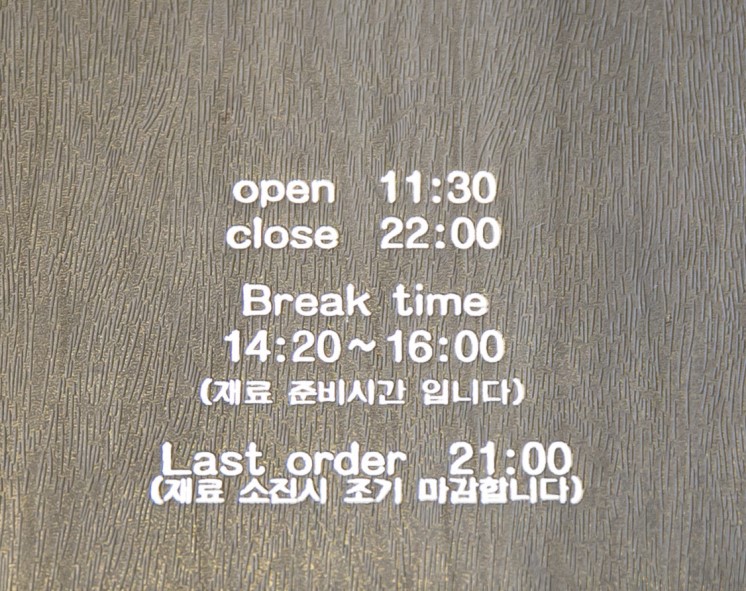 open 11:30
close 22:00
Break time
14:20~16:00
(재료 준비시간 입니다)
Last order 21:00
(재료 소진시 조기 마감합니다)